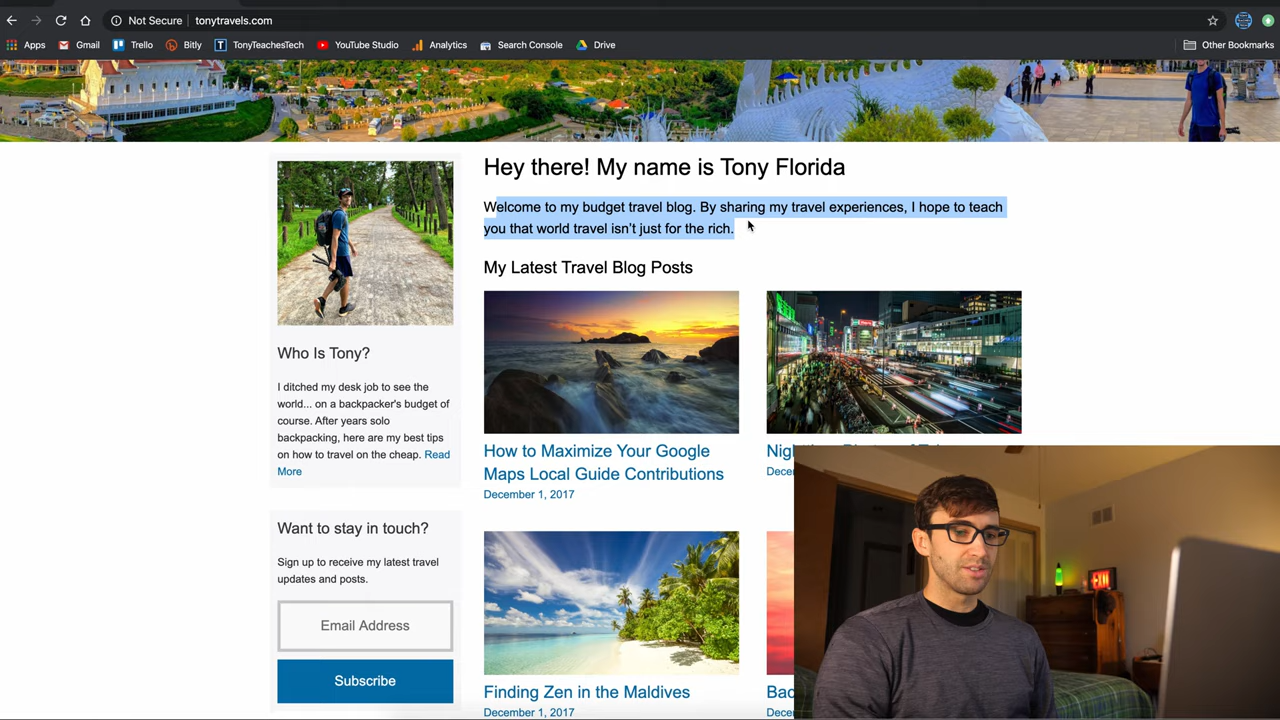 Not Secure | tonytravels.com
Apps Gmail Trello Bitly TonyTeachesTech YouTube Studio Analytics Search Console Drive Other Bookmarks
Hey there! My name is Tony Florida
Welcome to my budget travel blog. By sharing my travel experiences, I hope to teach
you that world travel isn't just for the rich.
My Latest Travel Blog Posts
Who Is Tony?
I ditched my desk job to see the
world... on a backpacker's budget of
course. After years solo
backpacking, here are my best tips
on how to travel on the cheap. Read
More
How to Maximize Your Google
Maps Local Guide Contributions
December 1, 2017
Want to stay in touch?
Sign up to receive my latest travel
updates and posts.
Email Address
Subscribe
Finding Zen in the Maldives
December 1, 2017